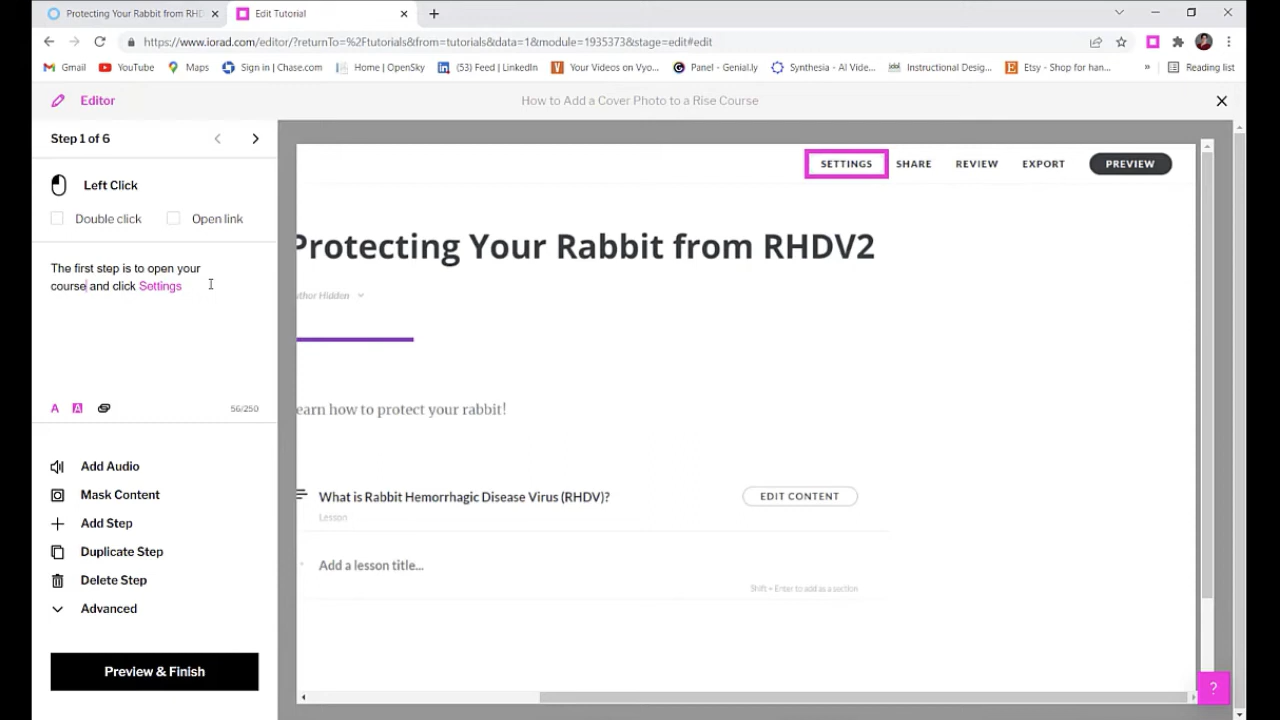 Protecting Your Rabbit from RHD
Edit Tutorial
https://www.iorad.com/editor/?returnTo=%2Ftutorials&from=tutorials&data=1&module=1935373&stage=edit#edit
Gmail
YouTube
Maps
Sign in | Chase.com
Home | OpenSky
(53) Feed | LinkedIn
Your Videos on Vyo...
Panel - Genial.ly
Synthesia - AI Vide...
Instructional Desig...
Etsy - Shop for han...
»
Reading list
Editor
How to Add a Cover Photo to a Rise Course
Step 1 of 6
Left Click
Double click
Open link
The first step is to open your
course and click Settings
A
A
56/250
Add Audio
Mask Content
Add Step
Duplicate Step
Delete Step
Advanced
Preview & Finish
SETTINGS
SHARE
REVIEW
EXPORT
PREVIEW
Protecting Your Rabbit from RHDV2
thor Hidden
earn how to protect your rabbit!
What is Rabbit Hemorrhagic Disease Virus (RHDV)?
Lesson
EDIT CONTENT
Add a lesson title...
Shift + Enter to add as a section
?